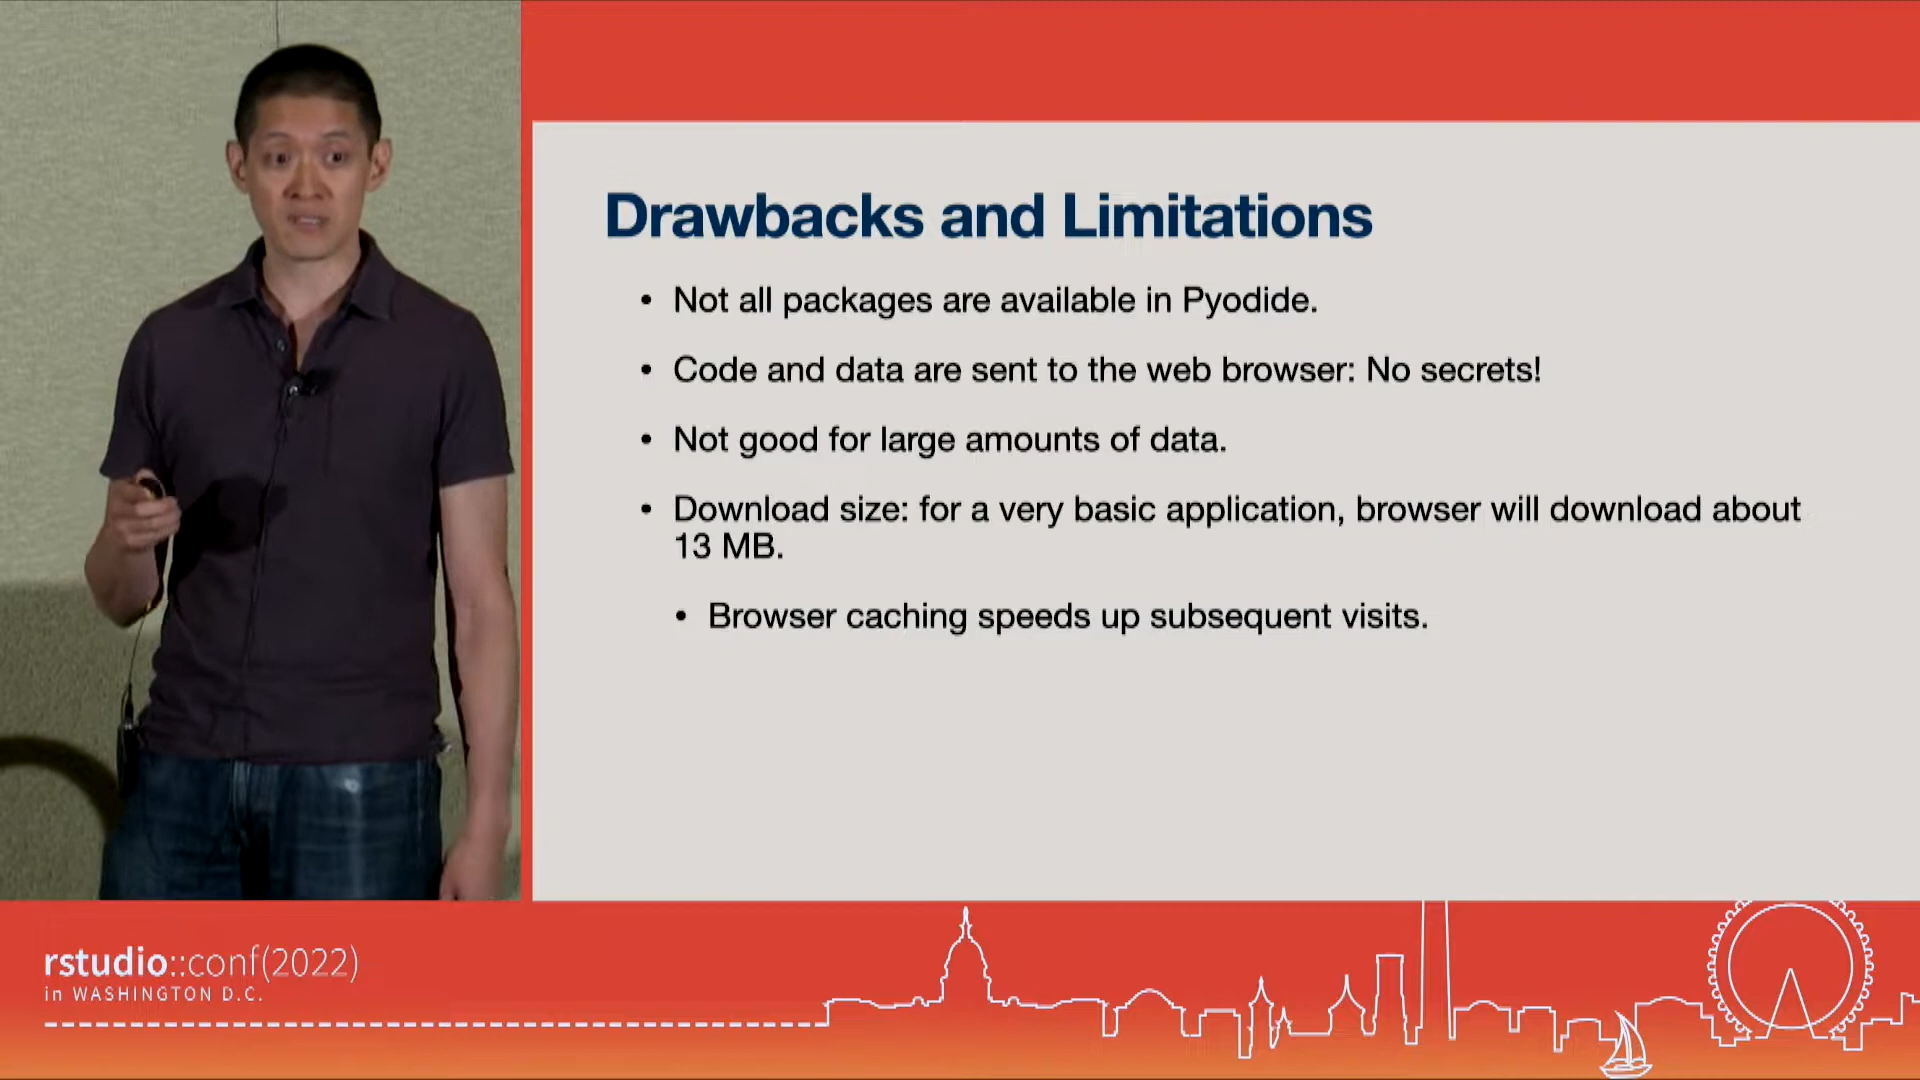 Drawbacks and Limitations
• Not all packages are available in Pyodide.
• Code and data are sent to the web browser: No secrets!
• Not good for large amounts of data.
• Download size: for a very basic application, browser will download about
13 MB.
• Browser caching speeds up subsequent visits.
rstudio::conf(2022)
in WASHINGTON D.C.